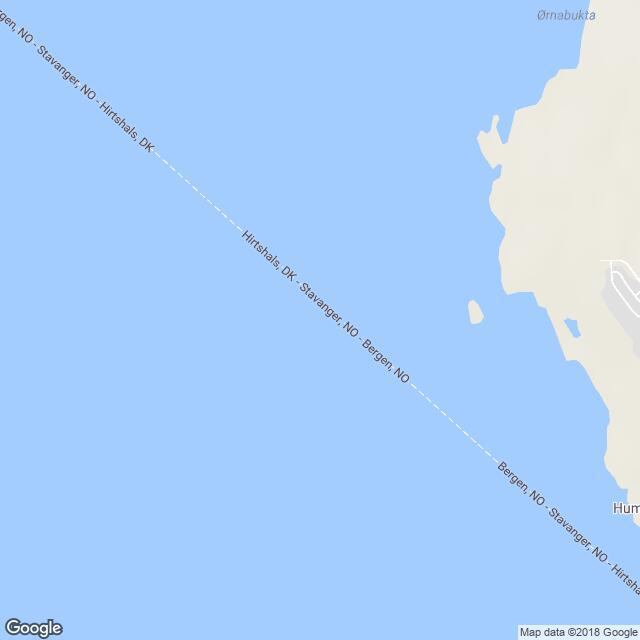 Ørnabukta
gen, NO - Stavanger, NO - Hirtshals, DK
Hirtshals, DK - Stavanger, NO - Bergen, NO
Bergen, NO - Stavanger, NO - Hirtsha
Hum
Google
Map data ©2018 Google